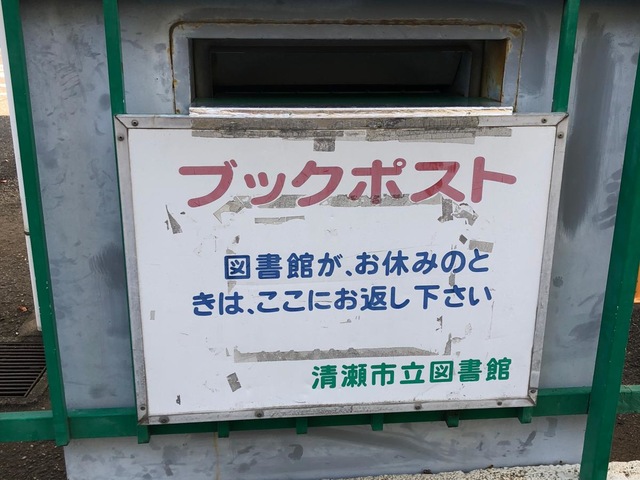 ブックポスト
図書館が、お休みのと
きは、ここにお返し下さい
清瀬市立図書館